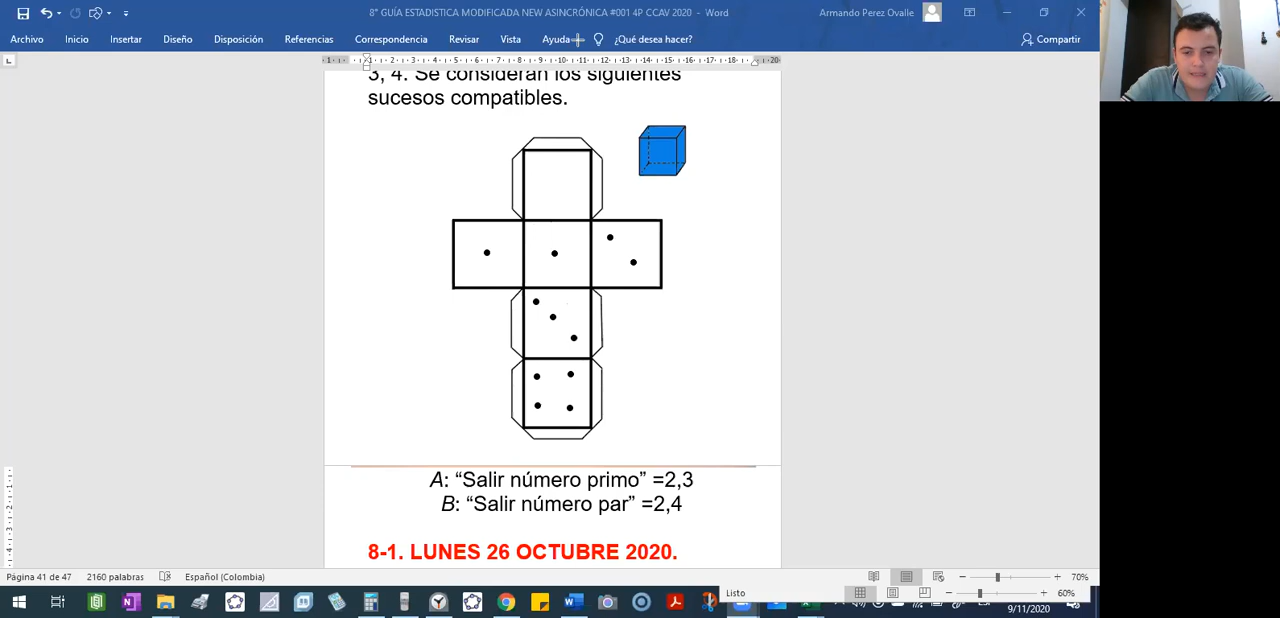 8° GUÍA ESTADISTICA MODIFICADA NEW ASINCRÓNICA #001 4P CCAV 2020 - Word
Armando Perez Ovalle
Archivo Inicio Insertar Diseño Disposición Referencias Correspondencia Revisar Vista Ayuda ¿Qué desea hacer? Compartir
3, 4. Se consideran los siguientes
sucesos compatibles.
A: “Salir número primo” =2,3
B: “Salir número par” =2,4
8-1. LUNES 26 OCTUBRE 2020.
Página 41 de 47 2160 palabras Español (Colombia) 70%
Listo 60%
9/11/2020